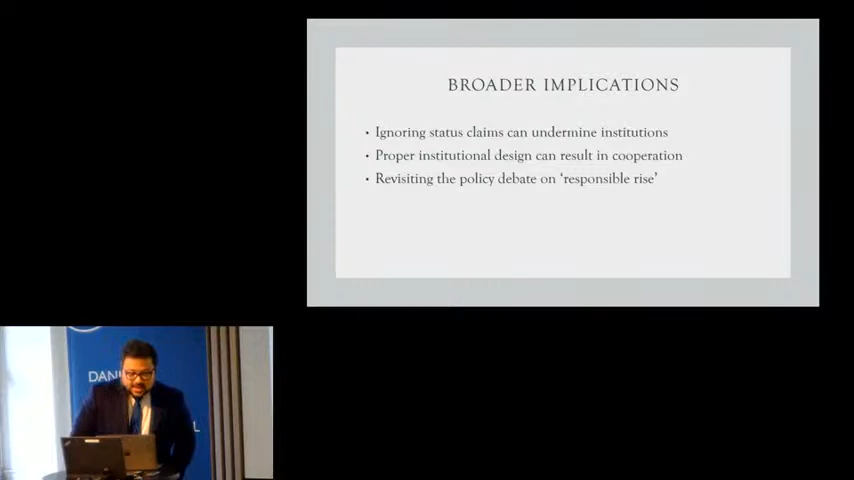 BROADER IMPLICATIONS
• Ignoring status claims can undermine institutions
• Proper institutional design can result in cooperation
• Revisiting the policy debate on ‘responsible rise’
DANI
L